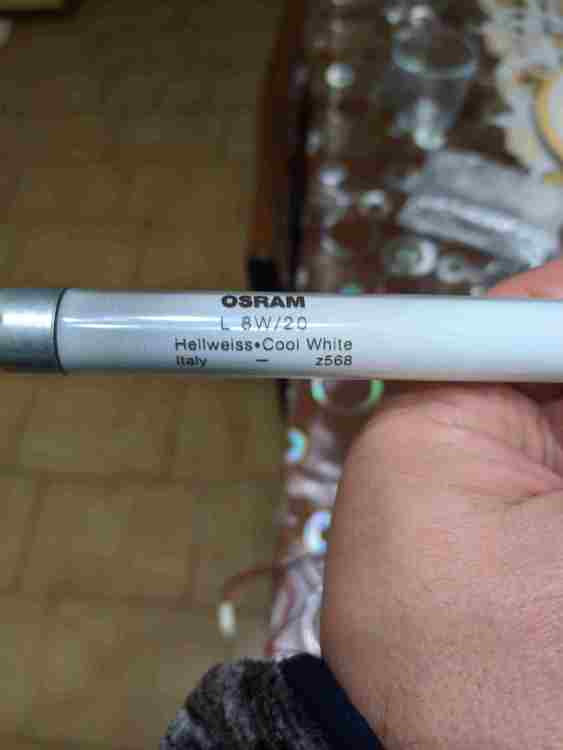 OSRAM
L 8W/20
Hellweiss•Cool White
Italy – z568